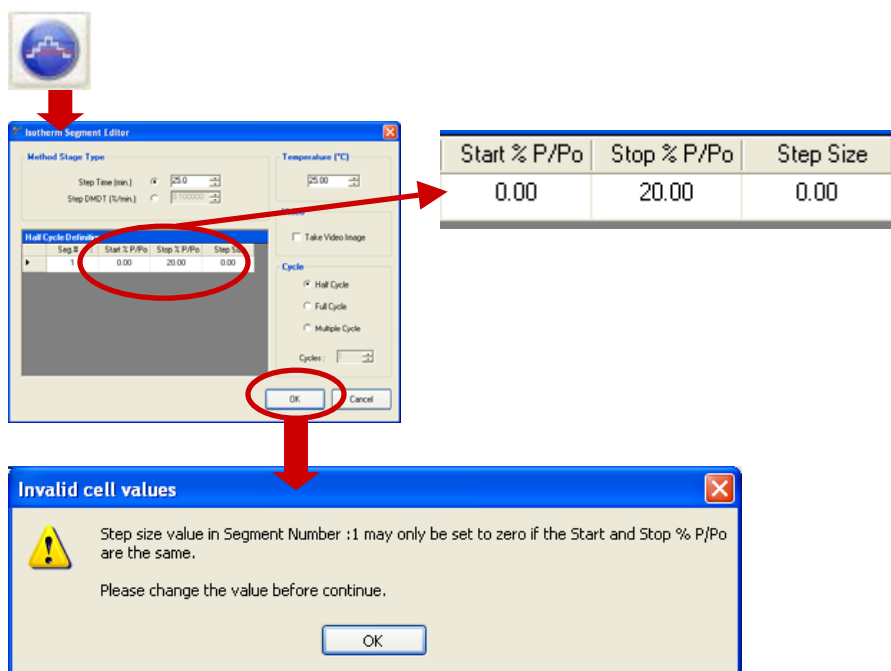 Isotherm Segment Editor
Method Stage Type
Step Time (min.) 25.0
Step DMDT (%/min.) 0.100000
Temperature (°C)
25.00
Take Video Image
Half Cycle Definition
Seg.# Start % P/Po Stop % P/Po Step Size
1 0.00 20.00 0.00
Cycle
Half Cycle
Full Cycle
Multiple Cycle
Cycles :
OK Cancel
Start % P/Po Stop % P/Po Step Size
0.00 20.00 0.00
Invalid cell values
Step size value in Segment Number :1 may only be set to zero if the Start and Stop % P/Po
are the same.
Please change the value before continue.
OK